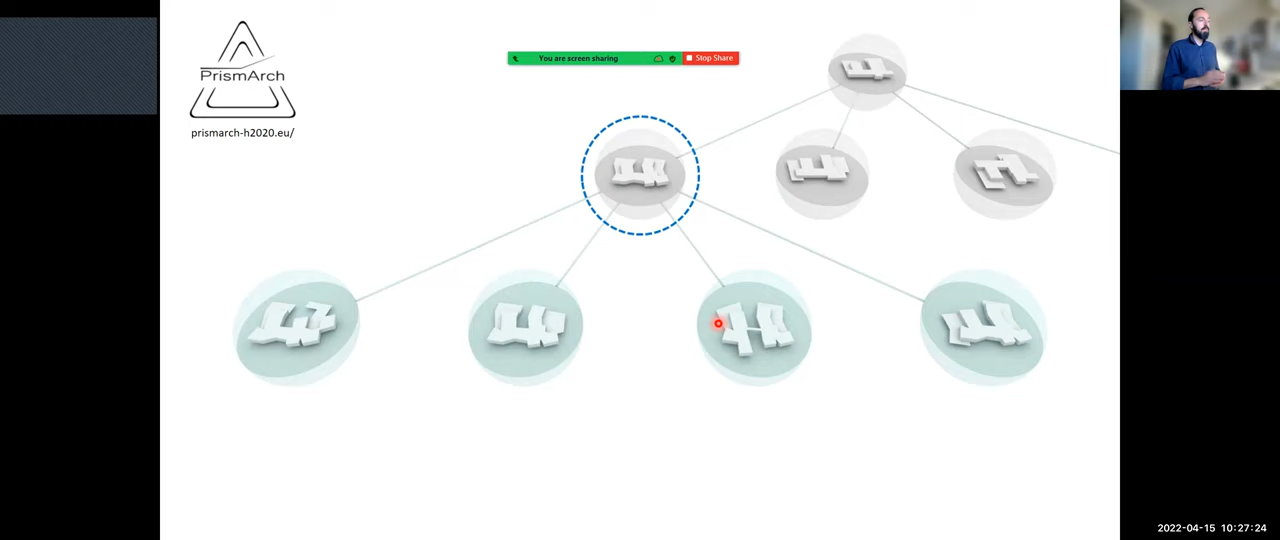 PrismArch
prismarch-h2020.eu/
You are screen sharing
Stop Share
2022-04-15 10:27:24